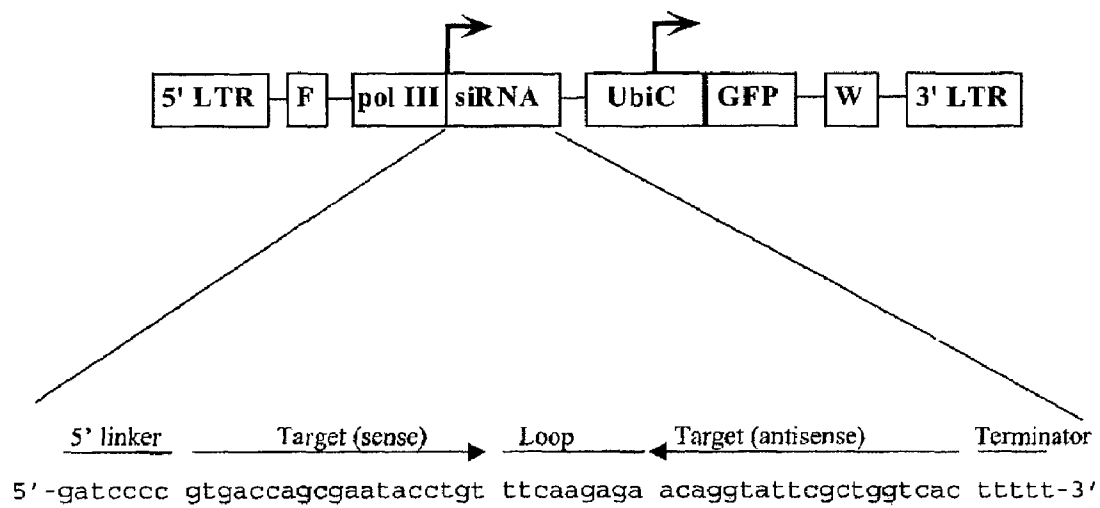 5' LTR F pol III siRNA UbiC GFP W 3' LTR
5' linker Target (sense) Loop Target (antisense) Terminator
5'-gatcccc gtgaccagcgaatacctgt ttcaagaga acaggtattcgctggtcac ttttt-3'